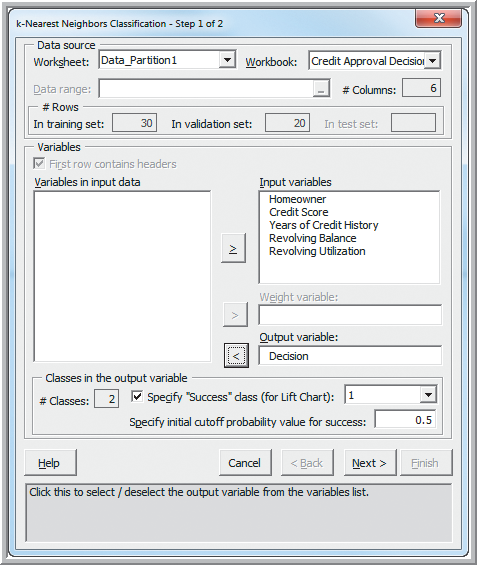 k-Nearest Neighbors Classification - Step 1 of 2
Data source
Worksheet: Data_Partition1 Workbook: Credit Approval Decision
Data range: ... # Columns: 6
# Rows
In training set: 30 In validation set: 20 In test set:
Variables
First row contains headers
Variables in input data
Input variables
Homeowner
Credit Score
Years of Credit History
Revolving Balance
Revolving Utilization
>
Weight variable:
>
Output variable:
<
Decision
Classes in the output variable
# Classes: 2 Specify "Success" class (for Lift Chart): 1
Specify initial cutoff probability value for success: 0.5
Help Cancel < Back Next > Finish
Click this to select / deselect the output variable from the variables list.